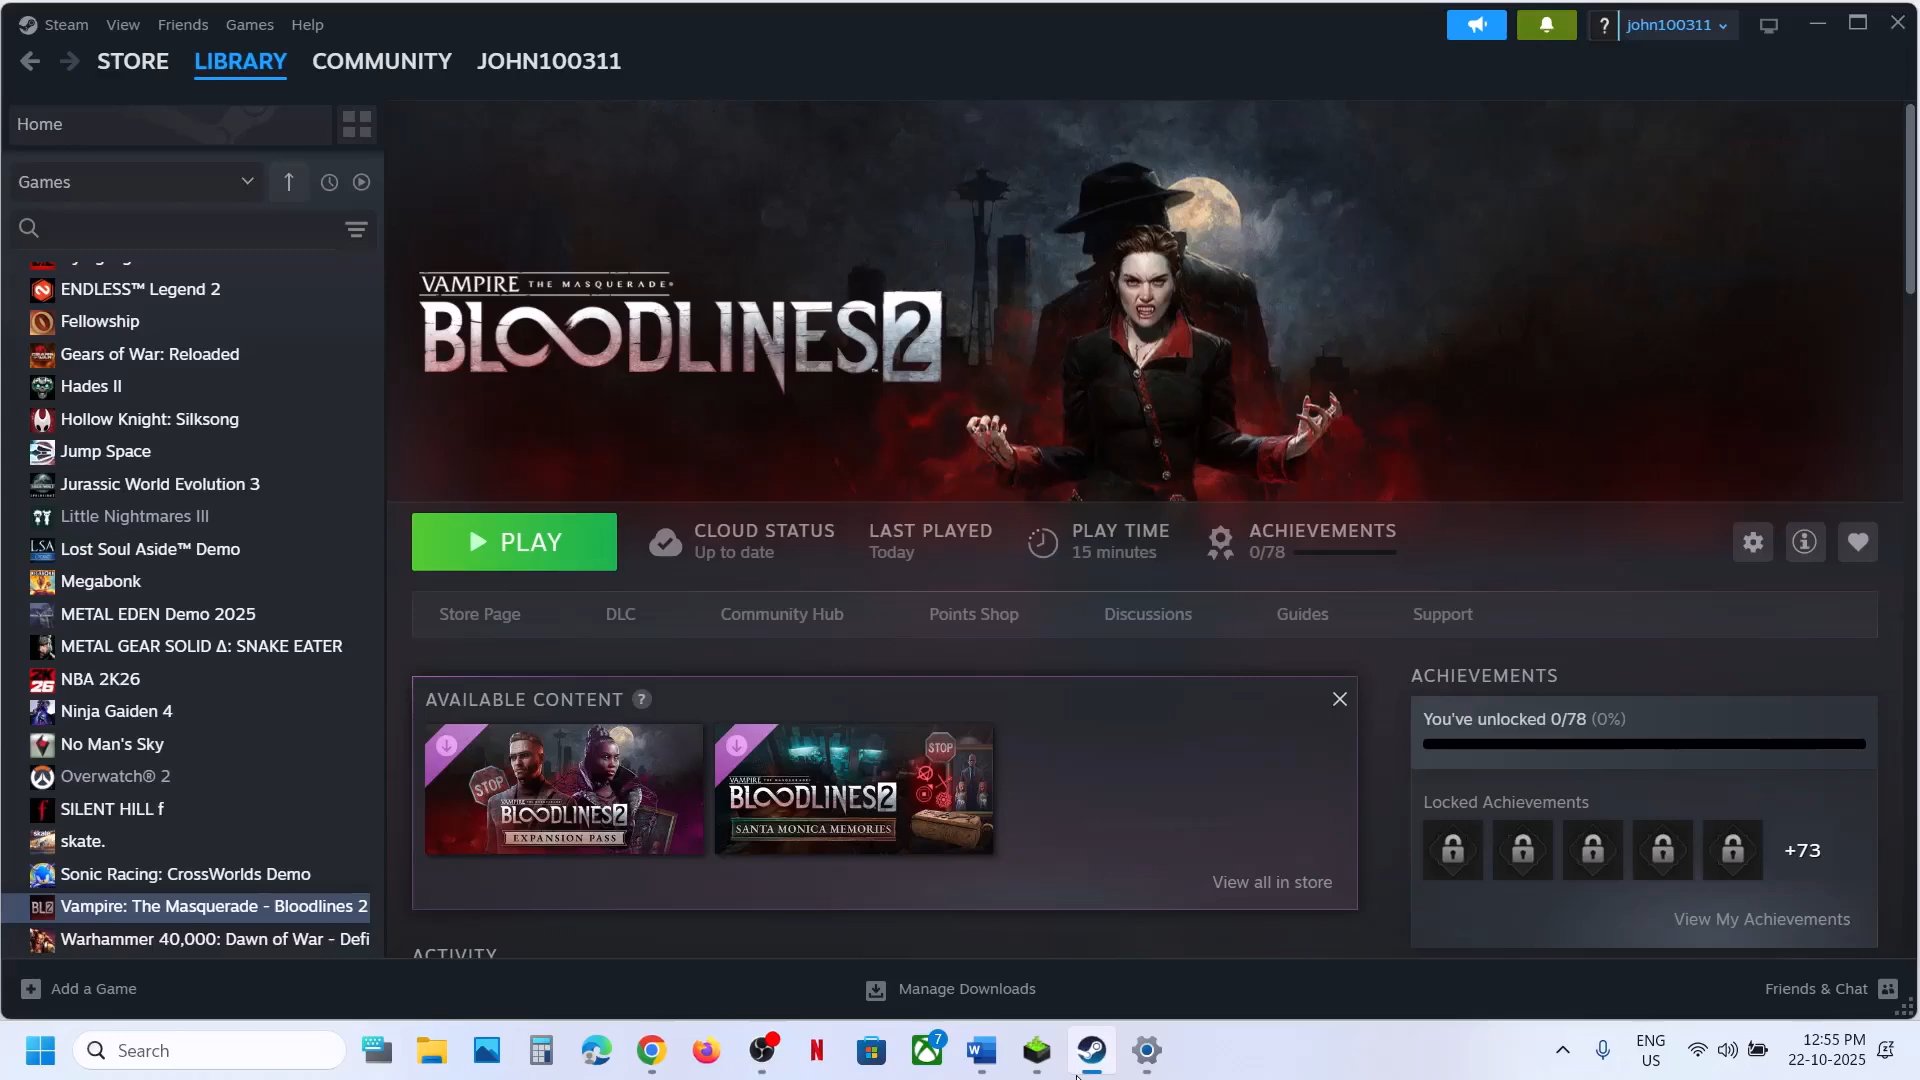 Steam View Friends Games Help
? john100311
STORE LIBRARY COMMUNITY JOHN100311
Home
Games
ENDLESS™ Legend 2
Fellowship
Gears of War: Reloaded
Hades II
Hollow Knight: Silksong
Jump Space
Jurassic World Evolution 3
Little Nightmares III
Lost Soul Aside™ Demo
Megabonk
METAL EDEN Demo 2025
METAL GEAR SOLID Δ: SNAKE EATER
NBA 2K26
Ninja Gaiden 4
No Man's Sky
Overwatch® 2
SILENT HILL f
skate.
Sonic Racing: CrossWorlds Demo
Vampire: The Masquerade - Bloodlines 2
Warhammer 40,000: Dawn of War - Defi
VAMPIRE THE MASQUERADE
BLOODLINES 2
PLAY
CLOUD STATUS
Up to date
LAST PLAYED
Today
PLAY TIME
15 minutes
ACHIEVEMENTS
0/78
Store Page DLC Community Hub Points Shop Discussions Guides Support
AVAILABLE CONTENT ?
STOP
VAMPIRE THE MASQUERADE
BLOODLINES 2
EXPANSION PASS
STOP
VAMPIRE THE MASQUERADE
BLOODLINES 2
SANTA MONICA MEMORIES
View all in store
ACTIVITY
ACHIEVEMENTS
You've unlocked 0/78 (0%)
Locked Achievements
+73
View My Achievements
Add a Game
Manage Downloads
Friends & Chat
Search
7
ENG
US
12:55 PM
22-10-2025